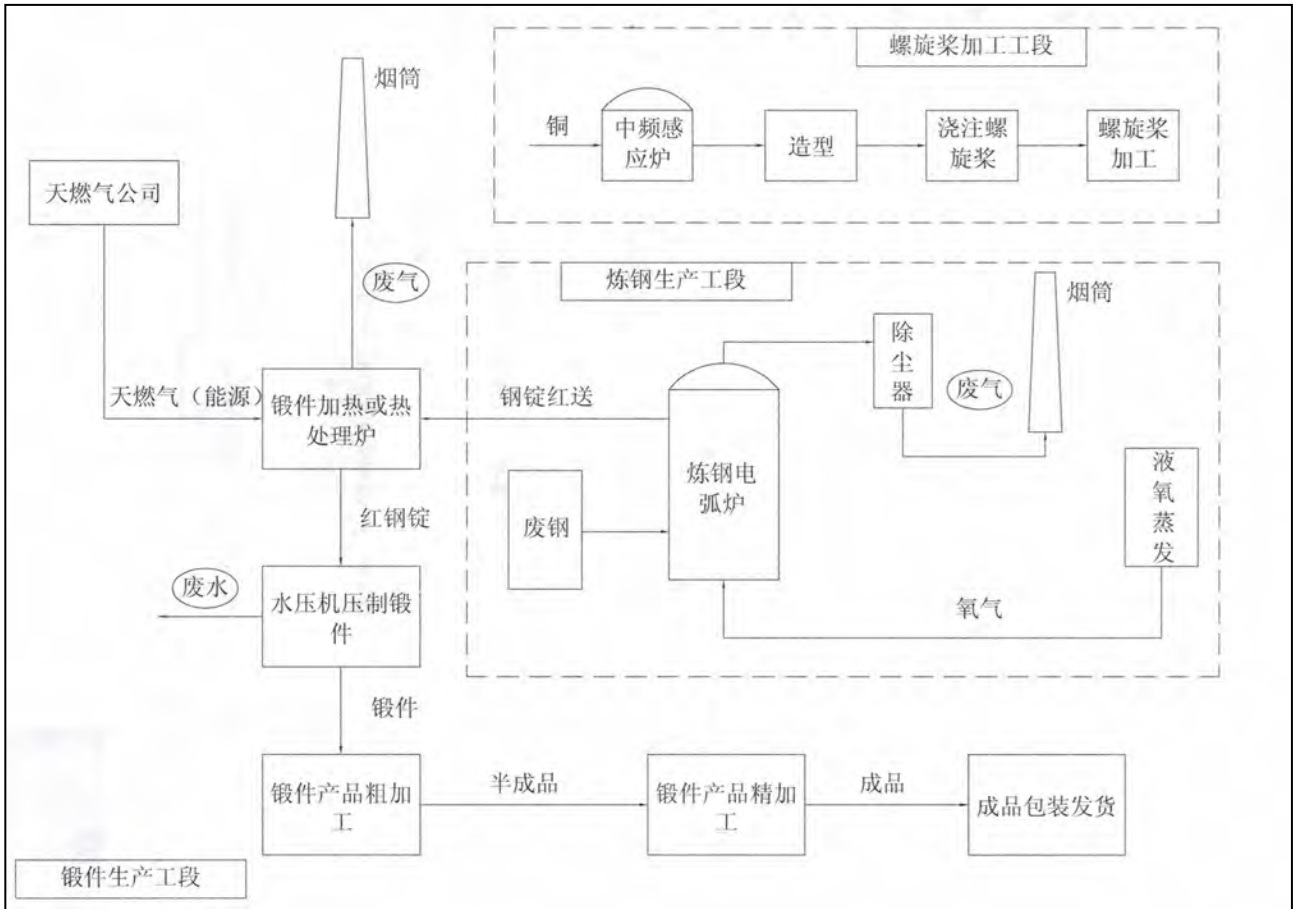 螺旋桨加工工段
烟筒
铜
中频感
应炉
造型
浇注螺
旋桨
螺旋桨
加工
天燃气公司
废气
炼钢生产工段
烟筒
除
尘
器
废气
天燃气（能源）
锻件加热或热
处理炉
钢锭红送
炼钢电
弧炉
液
氧
蒸
发
废钢
红钢锭
废水
水压机压制锻
件
氧气
锻件
锻件产品粗加
工
半成品
锻件产品精加
工
成品
成品包装发货
锻件生产工段